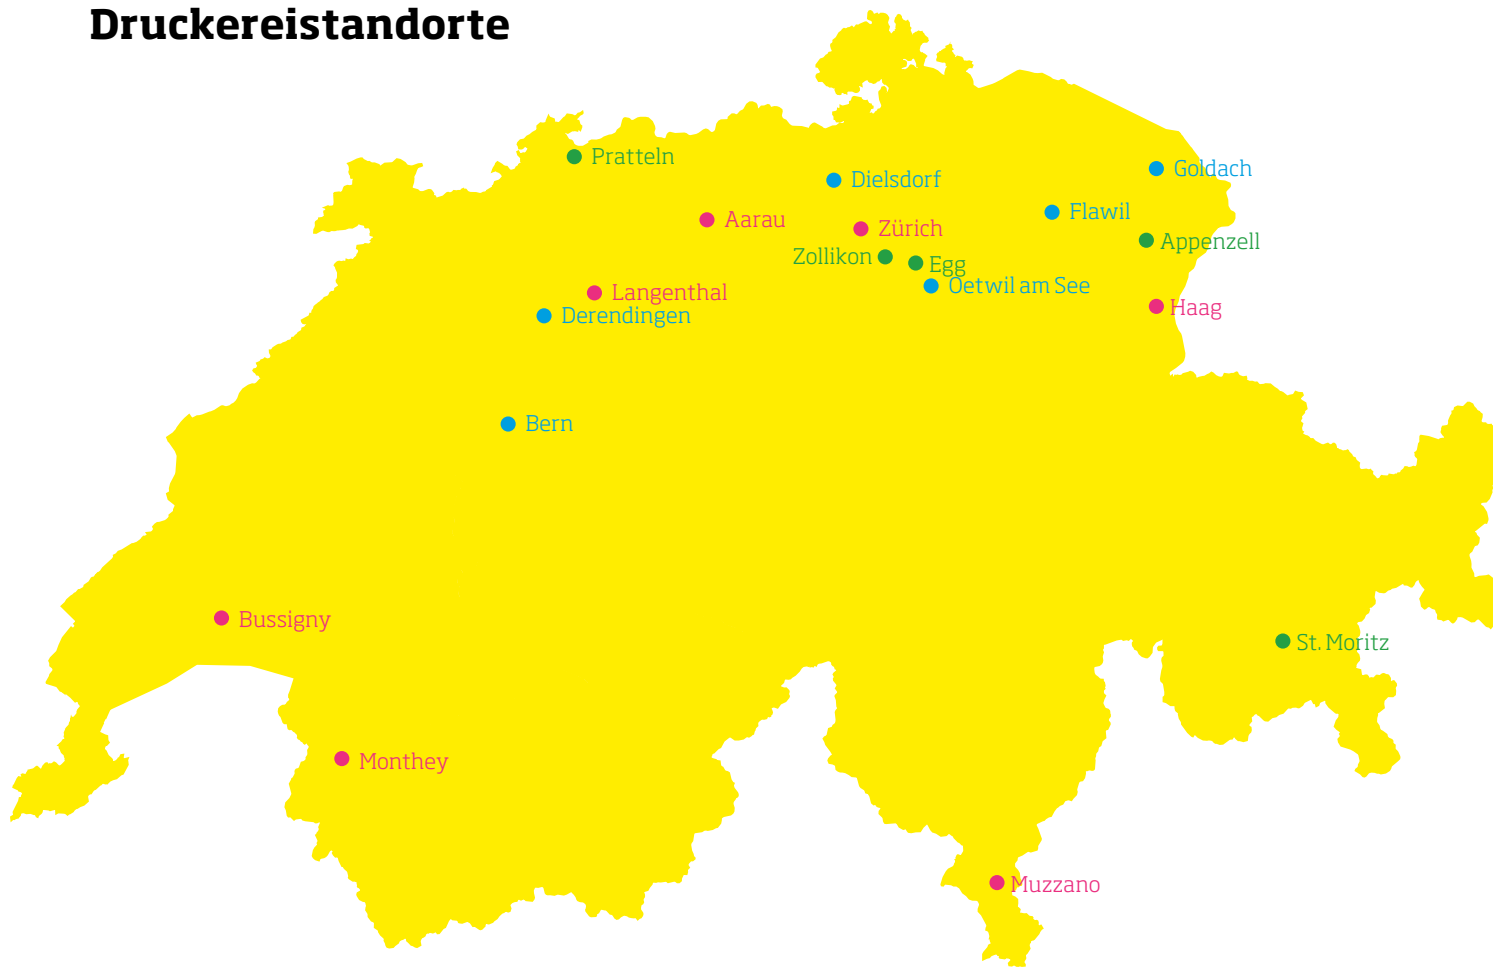 Druckereistandorte
Pratteln
Goldach
Dielsdorf
Flawil
Aarau
Zürich
Appenzell
Zollikon
Egg
Oetwil am See
Langenthal
Haag
Derendingen
Bern
Bussigny
St. Moritz
Monthey
Muzzano